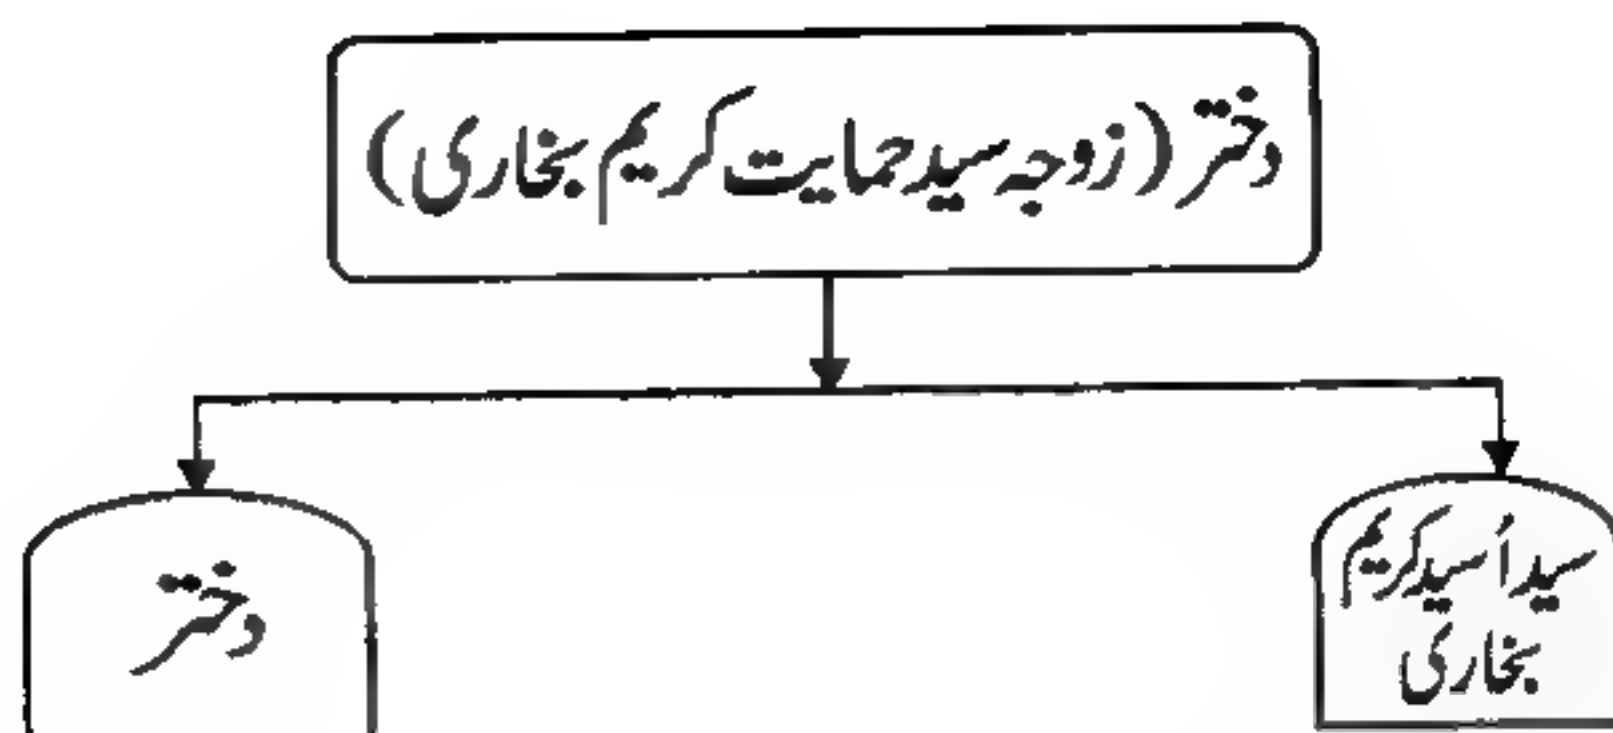 دختر (زوجہ سید حمایت کریم بخاری)
سید اُسید کریم
بخاری
دختر